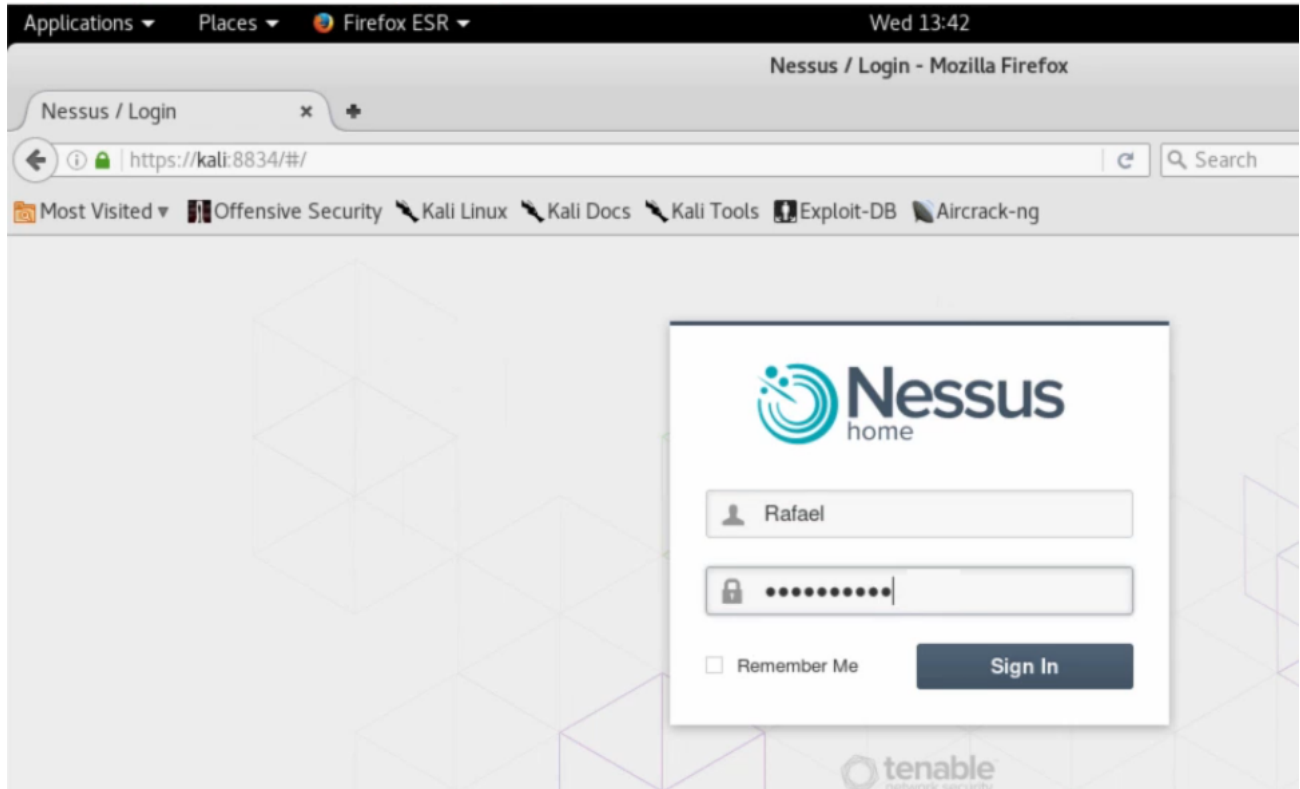 Applications Places Firefox ESR Wed 13:42
Nessus / Login - Mozilla Firefox
Nessus / Login
https://kali:8834/#/ Search
Most Visited Offensive Security Kali Linux Kali Docs Kali Tools Exploit-DB Aircrack-ng
Nessus
home
Rafael
••••••••••
Remember Me Sign In
tenable
network security